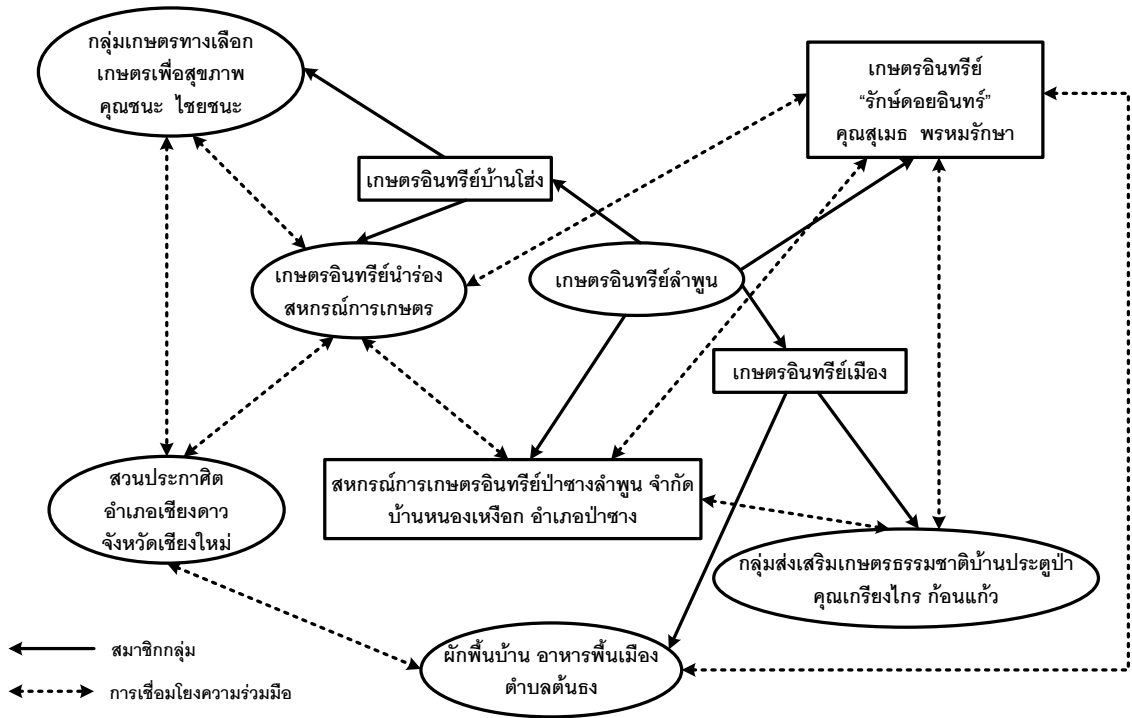 กลุ่มเกษตรทางเลือก
เกษตรเพื่อสุขภาพ
คุณชนะ ไชยชนะ
เกษตรอินทรีย์
“รักษ์ดอยอินทร์”
คุณสุเมธ พรหมรักษา
เกษตรอินทรีย์บ้านโฮ่ง
เกษตรอินทรีย์นำร่อง
สหกรณ์การเกษตร
เกษตรอินทรีย์ลำพูน
เกษตรอินทรีย์เมือง
สวนประกาศิต
อำเภอเชียงดาว
จังหวัดเชียงใหม่
สหกรณ์การเกษตรอินทรีย์ป่าซางลำพูน จำกัด
บ้านหนองเหงือก อำเภอป่าซาง
กลุ่มส่งเสริมเกษตรธรรมชาติบ้านประตูป่า
คุณเกรียงไกร ก้อนแก้ว
ผักพื้นบ้าน อาหารพื้นเมือง
ตำบลต้นธง
สมาชิกกลุ่ม
การเชื่อมโยงความร่วมมือ